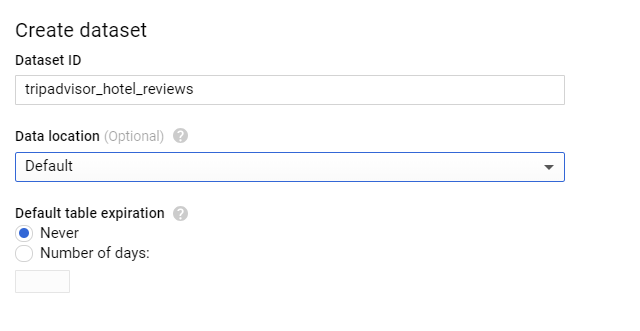 Create dataset
Dataset ID
tripadvisor_hotel_reviews
Data location (Optional) ?
Default
Default table expiration ?
Never
Number of days: